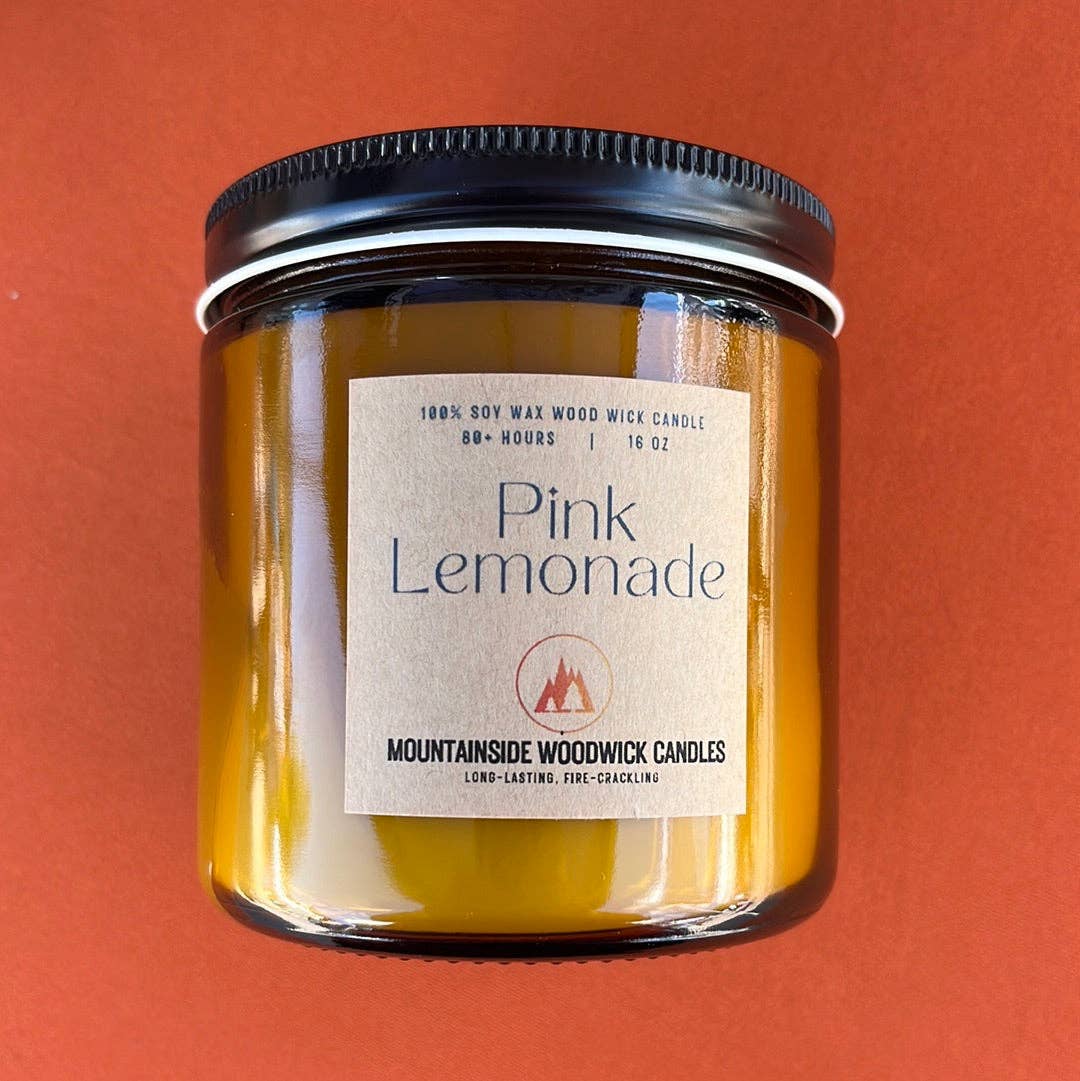 100% SOY WAX WOOD WICK CANDLE
80+ HOURS | 16 OZ
Pink
Lemonade
MOUNTAINSIDE WOODWICK CANDLES
LONG-LASTING, FIRE-CRACKLING